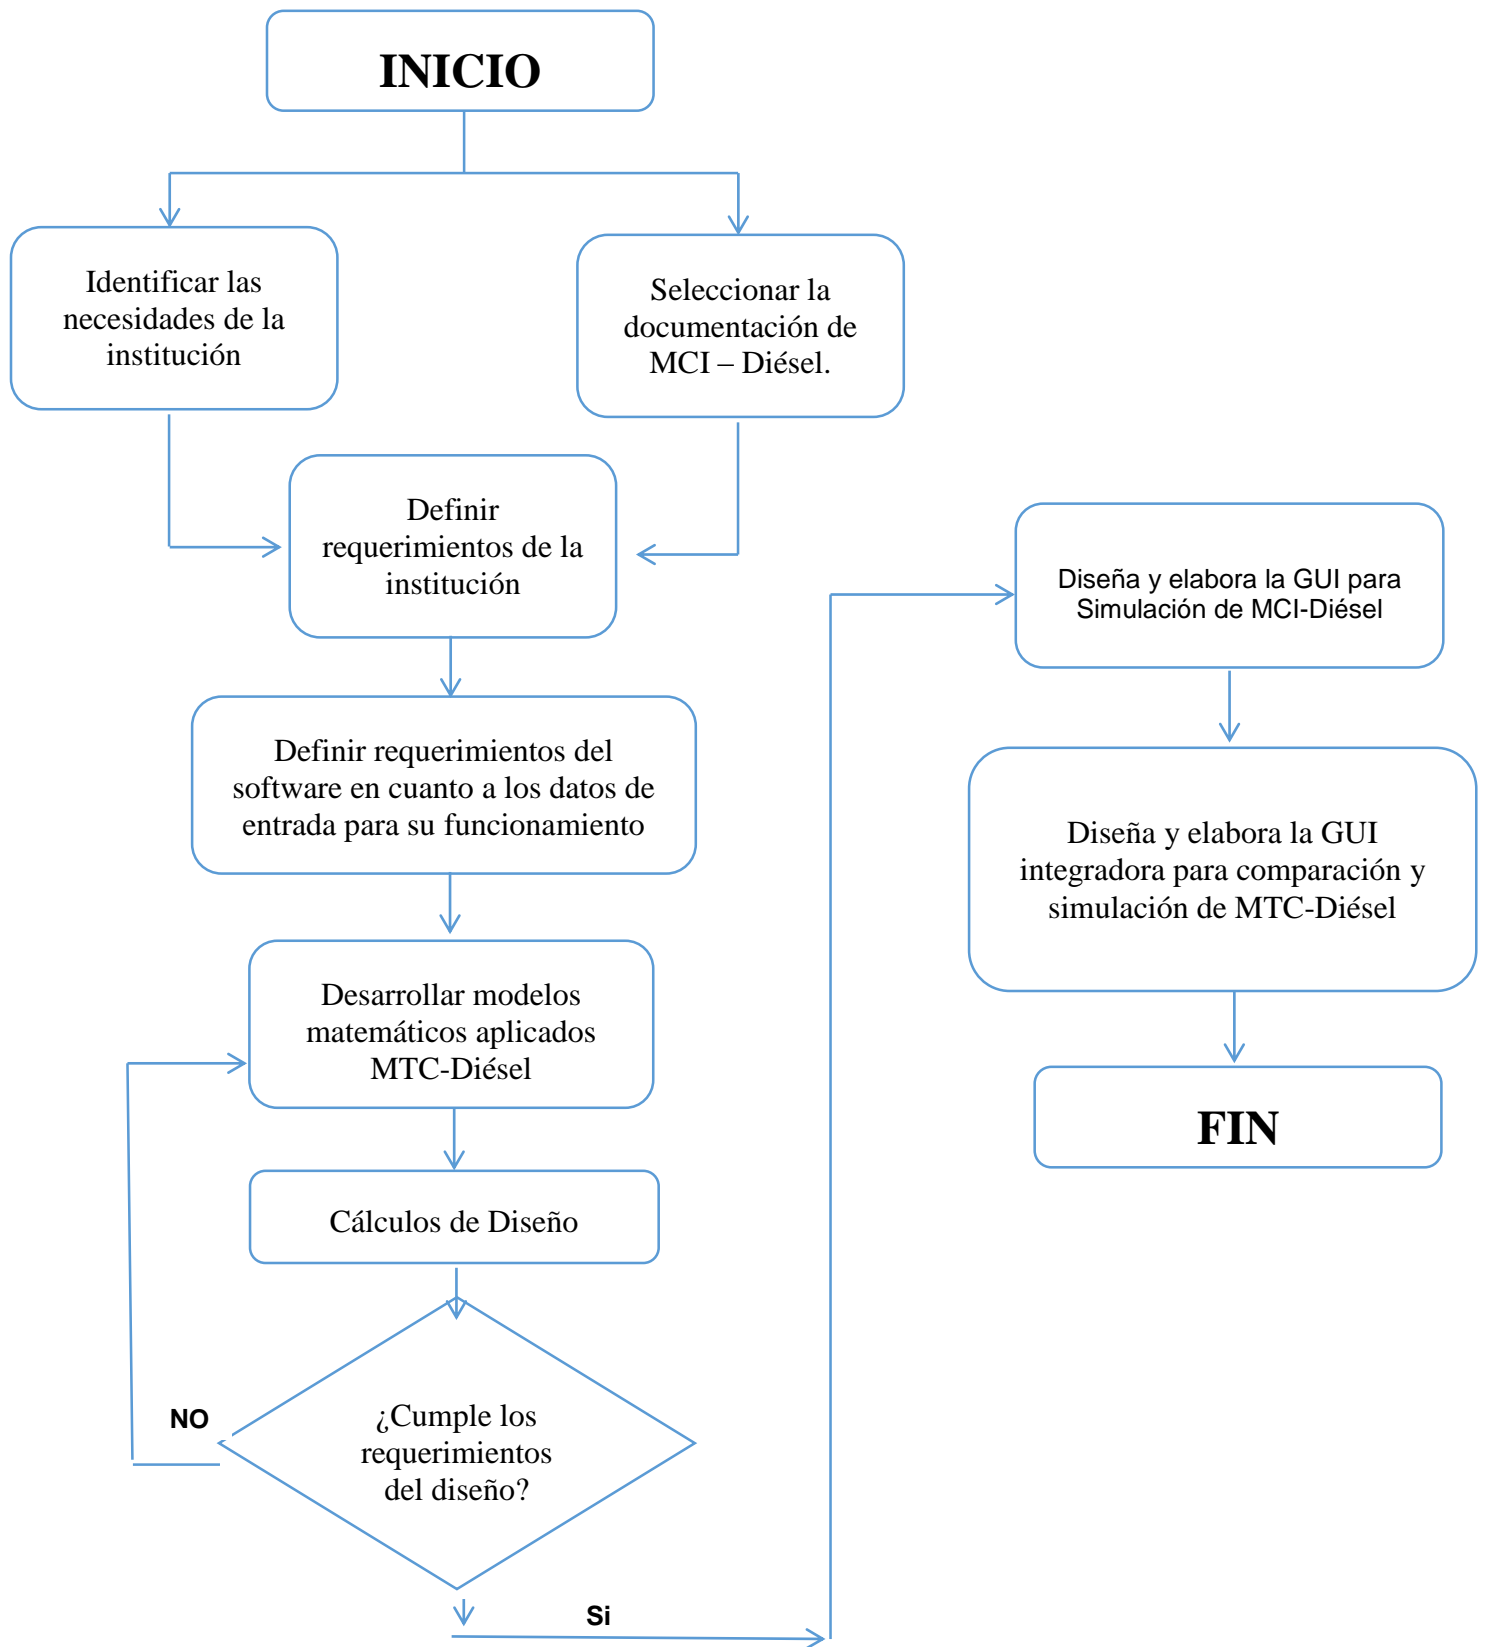 INICIO
Identificar las
necesidades de la
institución
Seleccionar la
documentación de
MCI – Diésel.
Definir
requerimientos de la
institución
Definir requerimientos del
software en cuanto a los datos de
entrada para su funcionamiento
Desarrollar modelos
matemáticos aplicados
MTC-Diésel
Cálculos de Diseño
¿Cumple los
requerimientos
del diseño?
NO
Si
Diseña y elabora la GUI para
Simulación de MCI-Diésel
Diseña y elabora la GUI
integradora para comparación y
simulación de MTC-Diésel
FIN